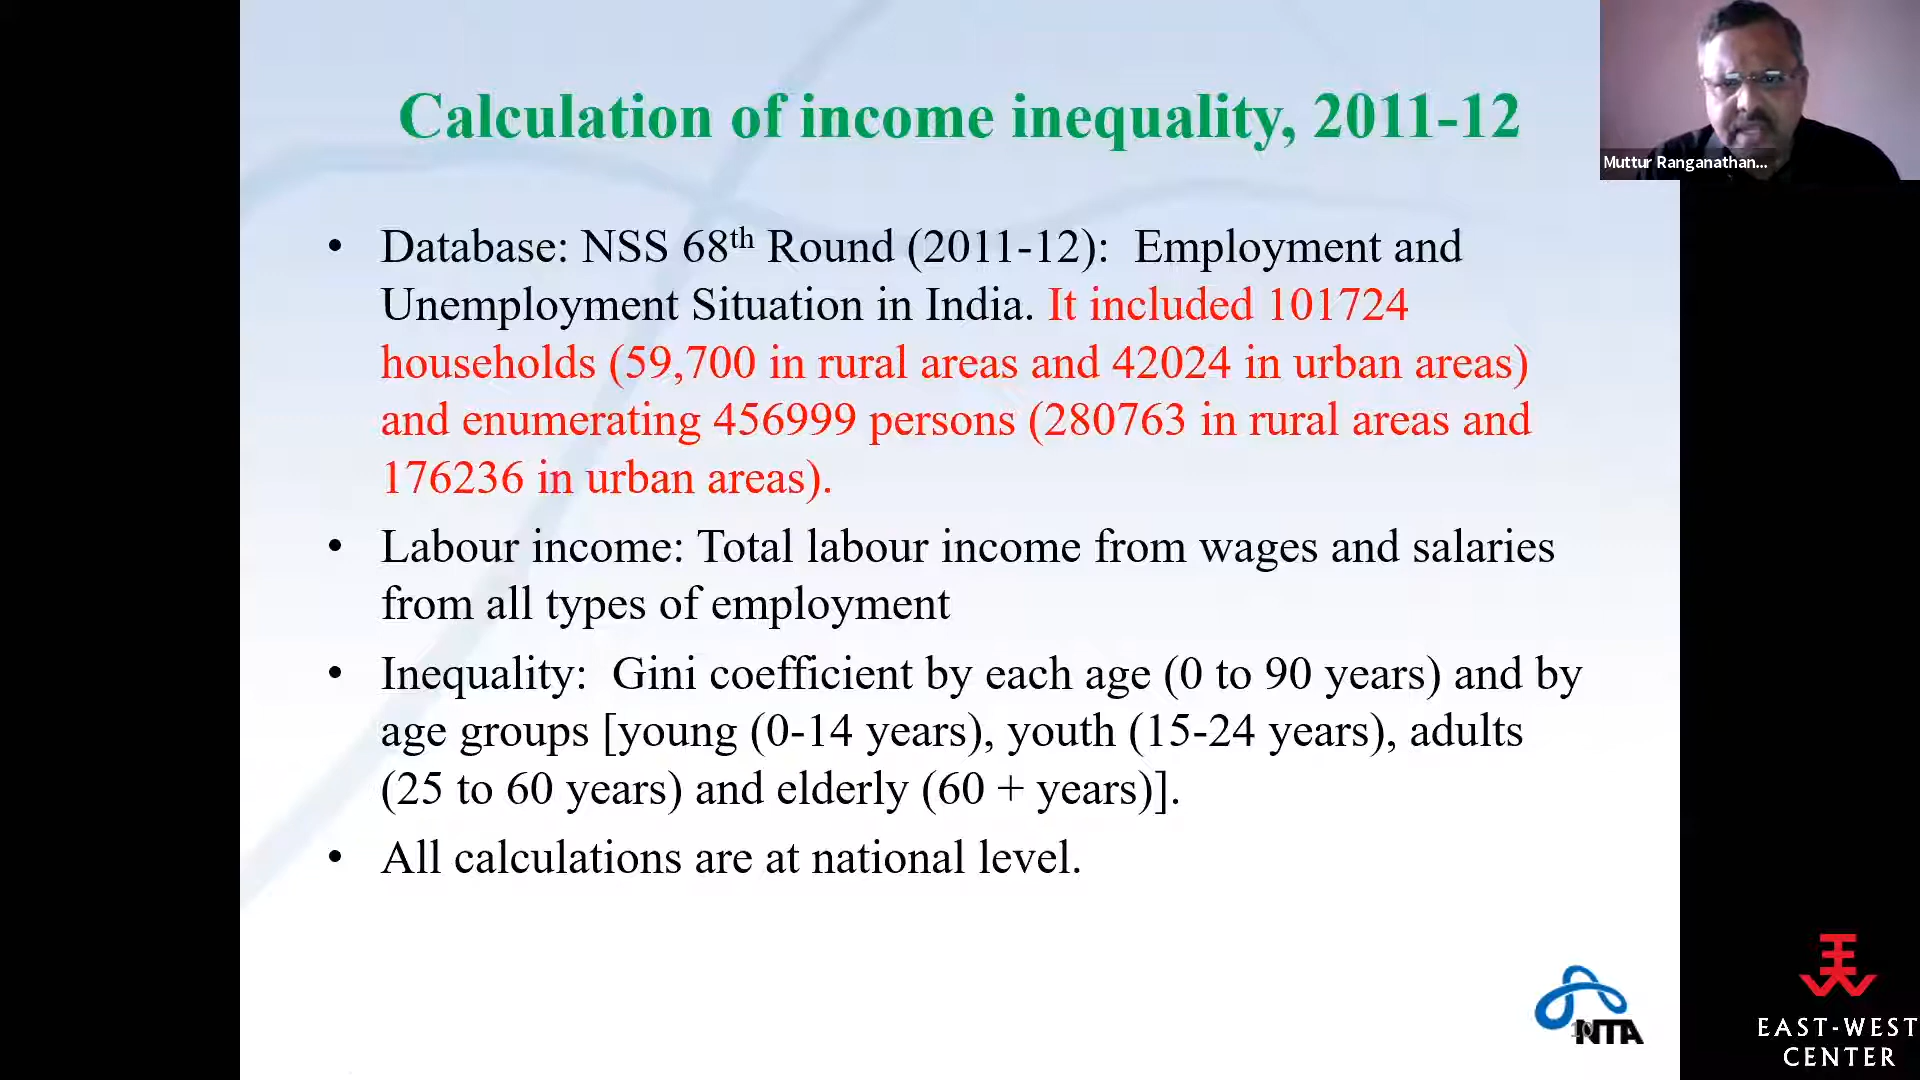 Calculation of income inequality, 2011-12
Muttur Ranganathan...
• Database: NSS 68th Round (2011-12): Employment and
Unemployment Situation in India. It included 101724
households (59,700 in rural areas and 42024 in urban areas)
and enumerating 456999 persons (280763 in rural areas and
176236 in urban areas).
• Labour income: Total labour income from wages and salaries
from all types of employment
• Inequality: Gini coefficient by each age (0 to 90 years) and by
age groups [young (0-14 years), youth (15-24 years), adults
(25 to 60 years) and elderly (60 + years)].
• All calculations are at national level.
NTA
EAST-WEST
CENTER